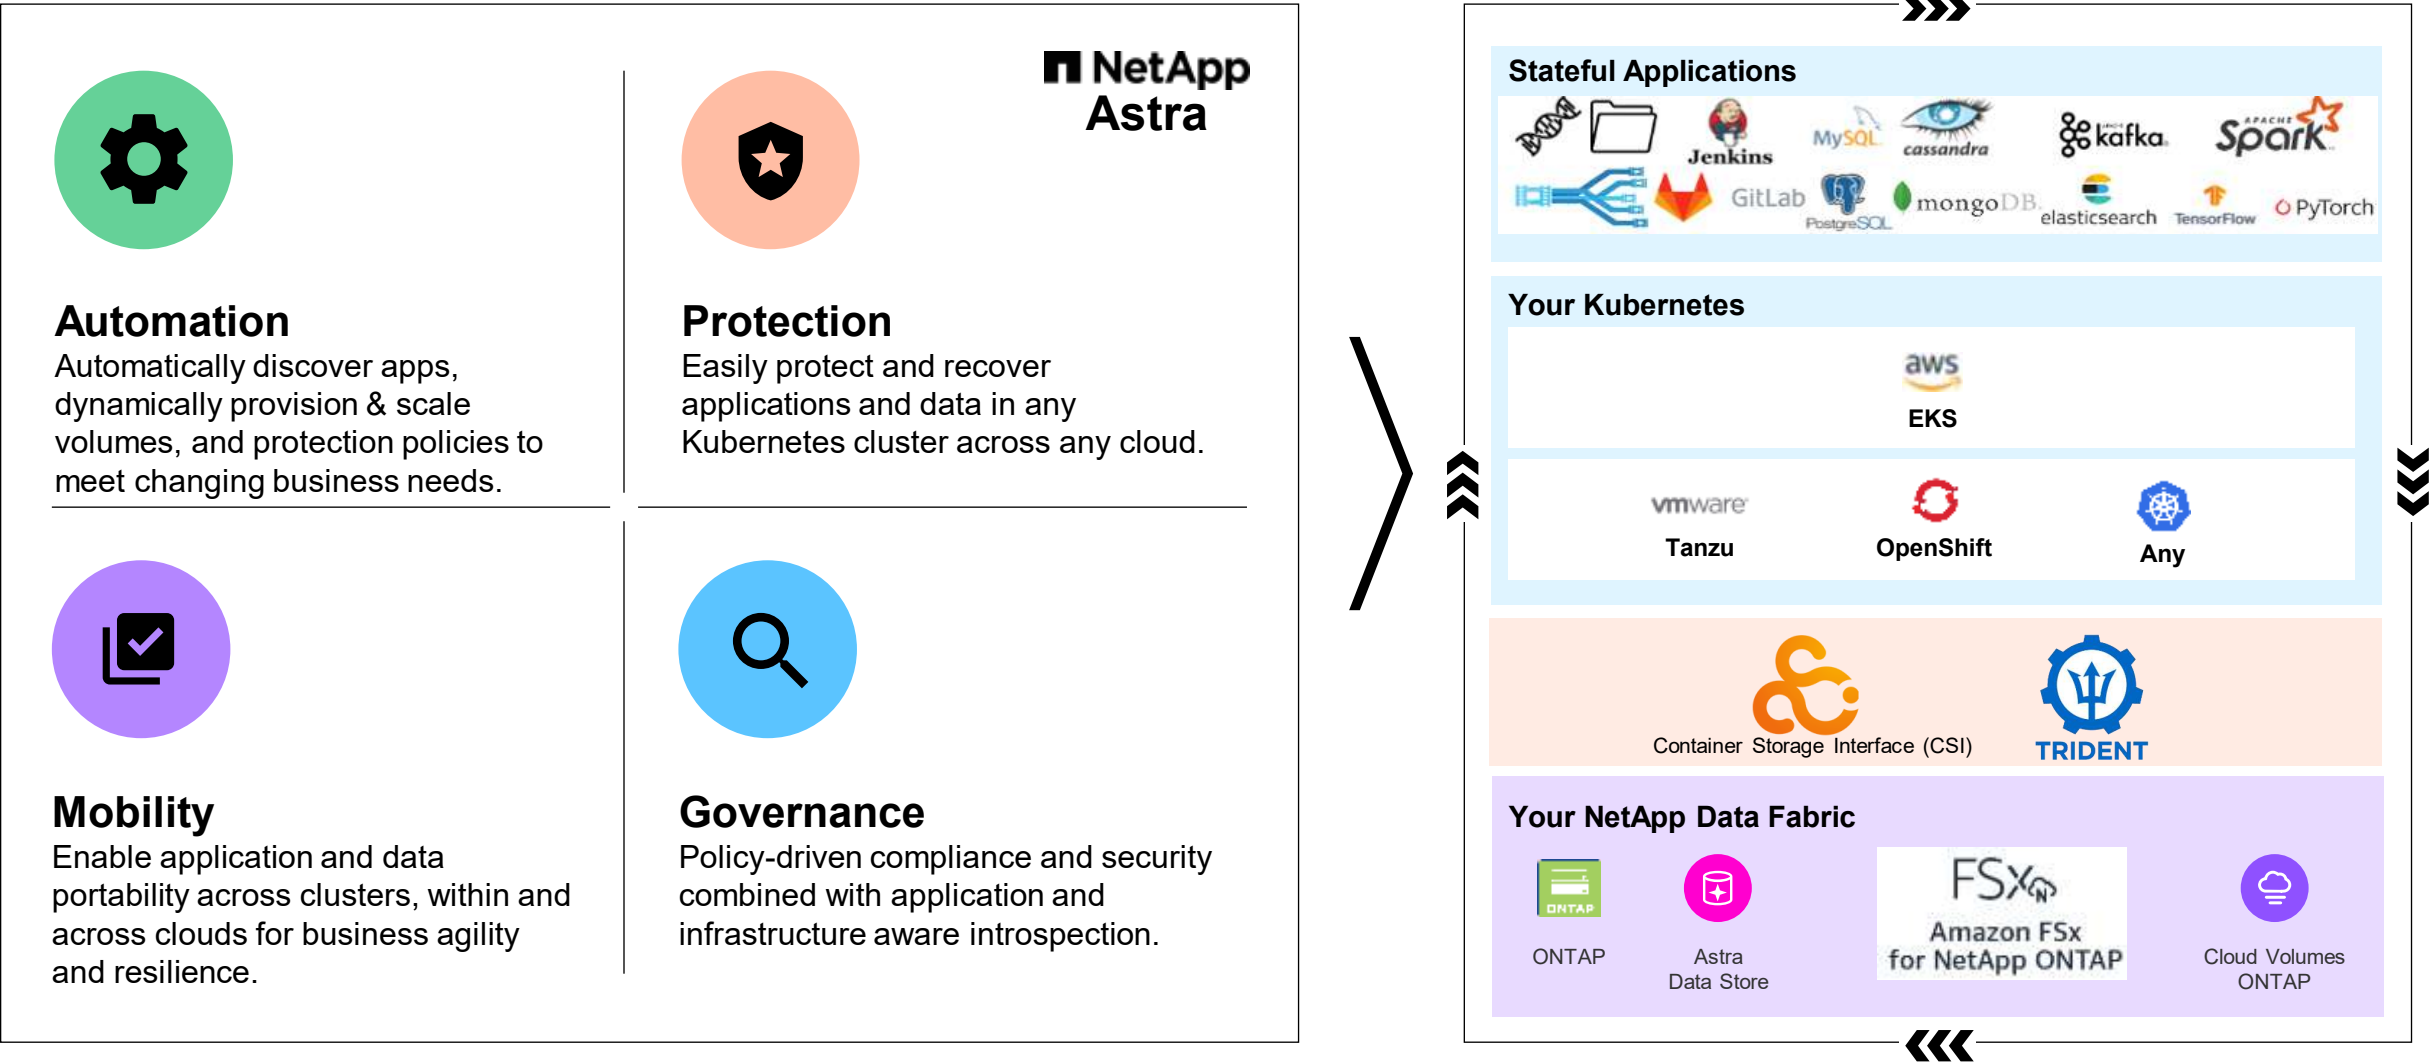 NetApp
Astra
Automation
Automatically discover apps,
dynamically provision & scale
volumes, and protection policies to
meet changing business needs.
Protection
Easily protect and recover
applications and data in any
Kubernetes cluster across any cloud.
Mobility
Enable application and data
portability across clusters, within and
across clouds for business agility
and resilience.
Governance
Policy-driven compliance and security
combined with application and
infrastructure aware introspection.
Stateful Applications
Jenkins
MySQL
cassandra
kafka
APACHE
Spark
GitLab
PostgreSQL
mongoDB
elasticsearch
TensorFlow
PyTorch
Your Kubernetes
aws
EKS
vmware
Tanzu
OpenShift
Any
Container Storage Interface (CSI)
TRIDENT
Your NetApp Data Fabric
ONTAP
ONTAP
Astra
Data Store
FSx
N
Amazon FSx
for NetApp ONTAP
Cloud Volumes
ONTAP